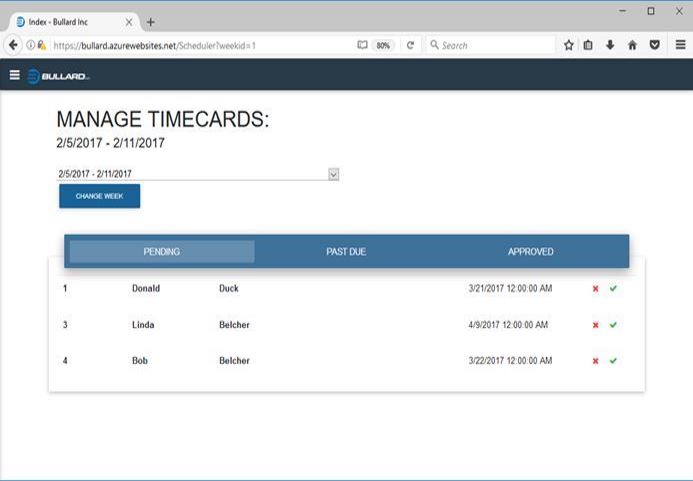 Index - Bullard Inc
https://bullard.azurewebsites.net/Scheduler?weekid=1
80%
Search
BULLARD
MANAGE TIMECARDS:
2/5/2017 - 2/11/2017
2/5/2017 - 2/11/2017
CHANGE WEEK
PENDING PAST DUE APPROVED
1 Donald Duck 3/21/2017 12:00:00 AM
3 Linda Belcher 4/9/2017 12:00:00 AM
4 Bob Belcher 3/22/2017 12:00:00 AM